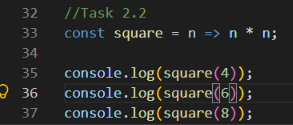 32 //Task 2.2
33 const square = n => n * n;
34
35 console.log(square(4));
36 console.log(square(6));
37 console.log(square(8));